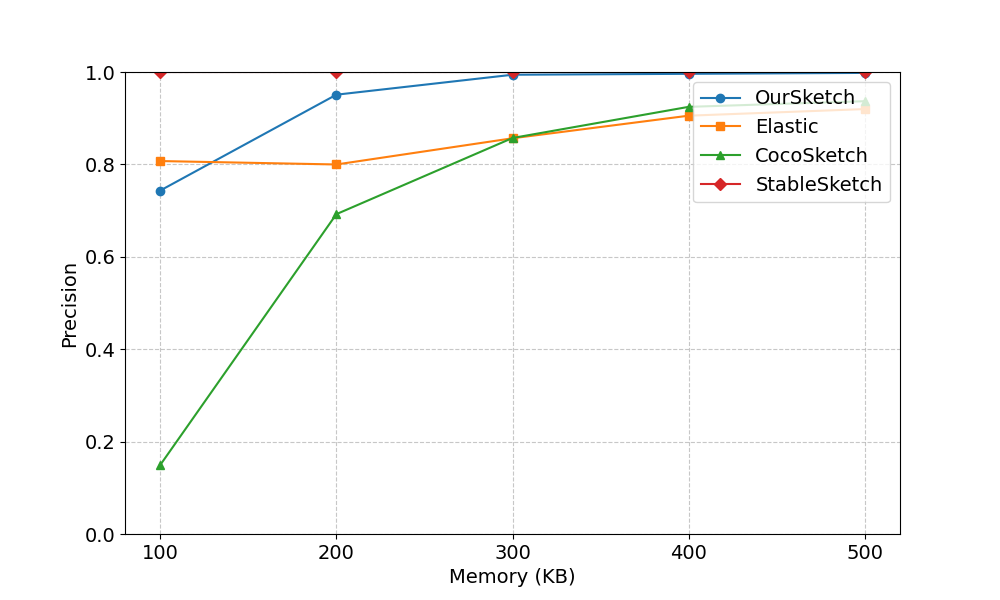 1.0
0.8
0.6
0.4
0.2
0.0
Precision
100 200 300 400 500
Memory (KB)
OurSketch
Elastic
CocoSketch
StableSketch